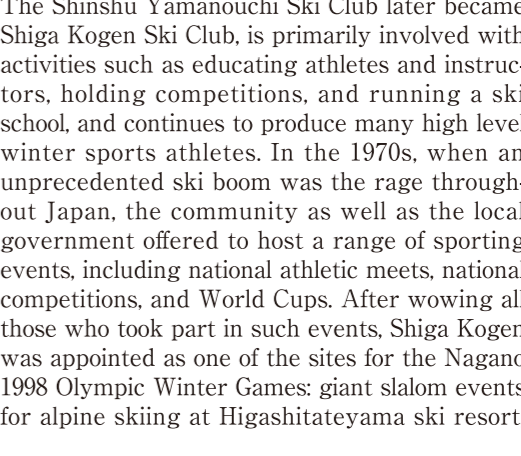 The Shinshu Yamanouchi Ski Club later became
Shiga Kogen Ski Club, is primarily involved with
activities such as educating athletes and instruc-
tors, holding competitions, and running a ski
school, and continues to produce many high level
winter sports athletes. In the 1970s, when an
unprecedented ski boom was the rage through-
out Japan, the community as well as the local
government offered to host a range of sporting
events, including national athletic meets, national
competitions, and World Cups. After wowing all
those who took part in such events, Shiga Kogen
was appointed as one of the sites for the Nagano
1998 Olympic Winter Games: giant slalom events
for alpine skiing at Higashitateyama ski resort